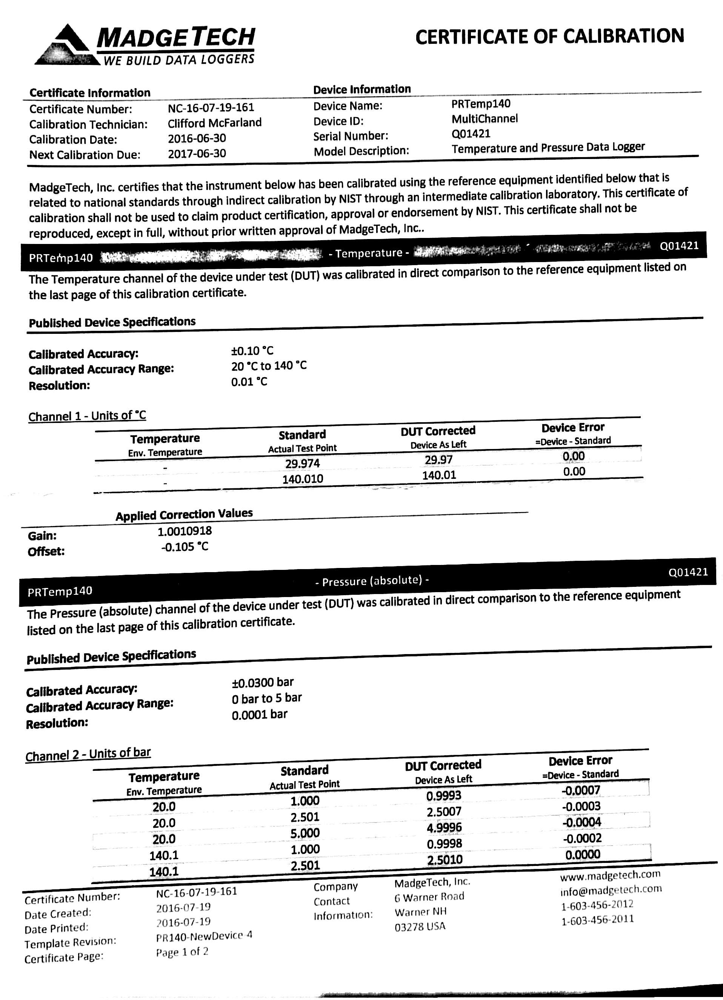 MADGETECH
WE BUILD DATA LOGGERS
CERTIFICATE OF CALIBRATION
Certificate Information
Certificate Number: NC-16-07-19-161
Calibration Technician: Clifford McFarland
Calibration Date: 2016-06-30
Next Calibration Due: 2017-06-30
Device Information
Device Name: PRTemp140
Device ID: MultiChannel
Serial Number: Q01421
Model Description: Temperature and Pressure Data Logger
MadgeTech, Inc. certifies that the instrument below has been calibrated using the reference equipment identified below that is
related to national standards through indirect calibration by NIST through an intermediate calibration laboratory. This certificate of
calibration shall not be used to claim product certification, approval or endorsement by NIST. This certificate shall not be
reproduced, except in full, without prior written approval of MadgeTech, Inc..
PRTemp140 - Temperature - Q01421
The Temperature channel of the device under test (DUT) was calibrated in direct comparison to the reference equipment listed on
the last page of this calibration certificate.
Published Device Specifications
Calibrated Accuracy: ±0.10 °C
Calibrated Accuracy Range: 20 °C to 140 °C
Resolution: 0.01 °C
Channel 1 - Units of °C
Temperature Standard DUT Corrected Device Error
Env. Temperature Actual Test Point Device As Left =Device - Standard
- 29.974 29.97 0.00
- 140.010 140.01 0.00
Applied Correction Values
Gain: 1.0010918
Offset: -0.105 °C
PRTemp140 - Pressure (absolute) - Q01421
The Pressure (absolute) channel of the device under test (DUT) was calibrated in direct comparison to the reference equipment
listed on the last page of this calibration certificate.
Published Device Specifications
Calibrated Accuracy: ±0.0300 bar
Calibrated Accuracy Range: 0 bar to 5 bar
Resolution: 0.0001 bar
Channel 2 - Units of bar
Temperature Standard DUT Corrected Device Error
Env. Temperature Actual Test Point Device As Left =Device - Standard
20.0 1.000 0.9993 -0.0007
20.0 2.501 2.5007 -0.0003
20.0 5.000 4.9996 -0.0004
140.1 1.000 0.9998 -0.0002
140.1 2.501 2.5010 0.0000
Certificate Number: NC-16-07-19-161
Date Created: 2016-07-19
Date Printed: 2016-07-19
Template Revision: PR140-NewDevice 4
Certificate Page: Page 1 of 2
Company
Contact
Information:
MadgeTech, Inc.
6 Warner Road
Warner NH
03278 USA
www.madgetech.com
info@madgetech.com
1-603-456-2012
1-603-456-2011